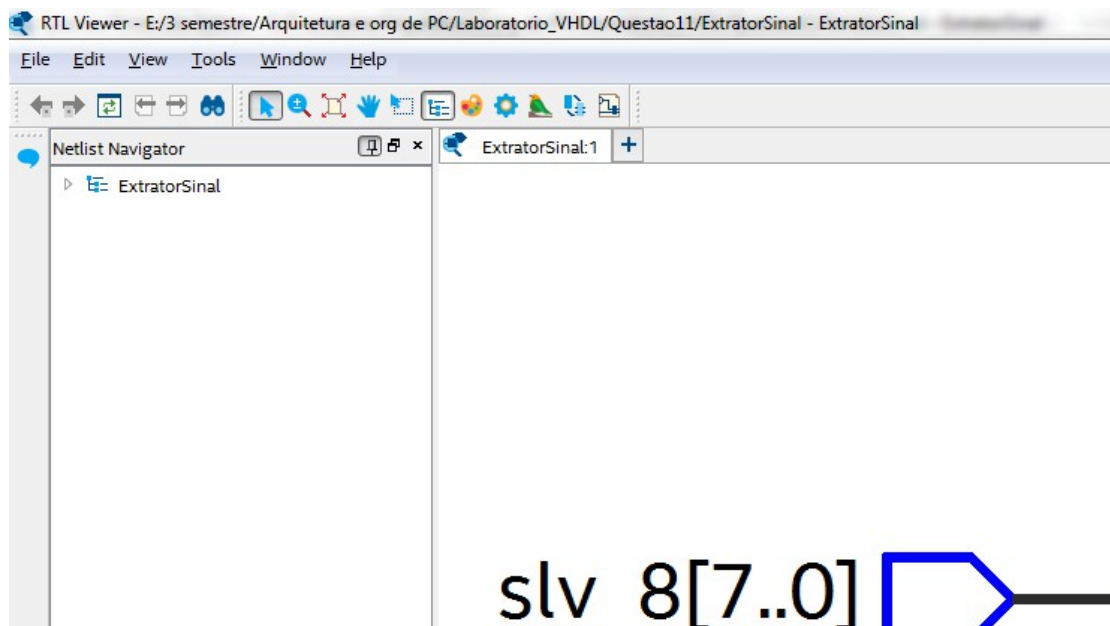 RTL Viewer - E:/3 semestre/Arquitetura e org de PC/Laboratorio_VHDL/Questao11/ExtratorSinal - ExtratorSinal
File Edit View Tools Window Help
Netlist Navigator
ExtratorSinal:1
ExtratorSinal
slv 8[7..0]